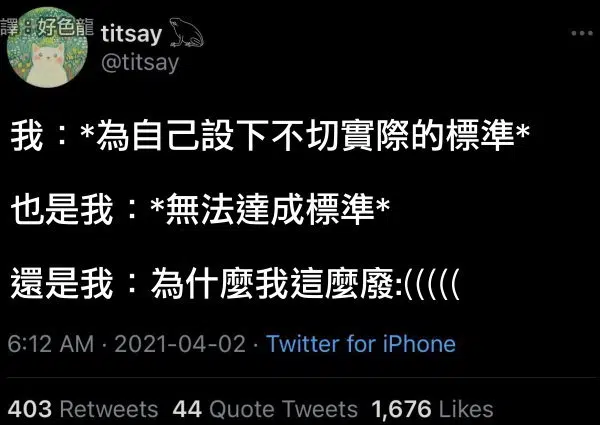 譯：好色龍
titsay
@titsay
我：*為自己設下不切實際的標準*
也是我：*無法達成標準*
還是我：為什麼我這麼廢:(((((
6:12 AM · 2021-04-02 · Twitter for iPhone
403 Retweets 44 Quote Tweets 1,676 Likes